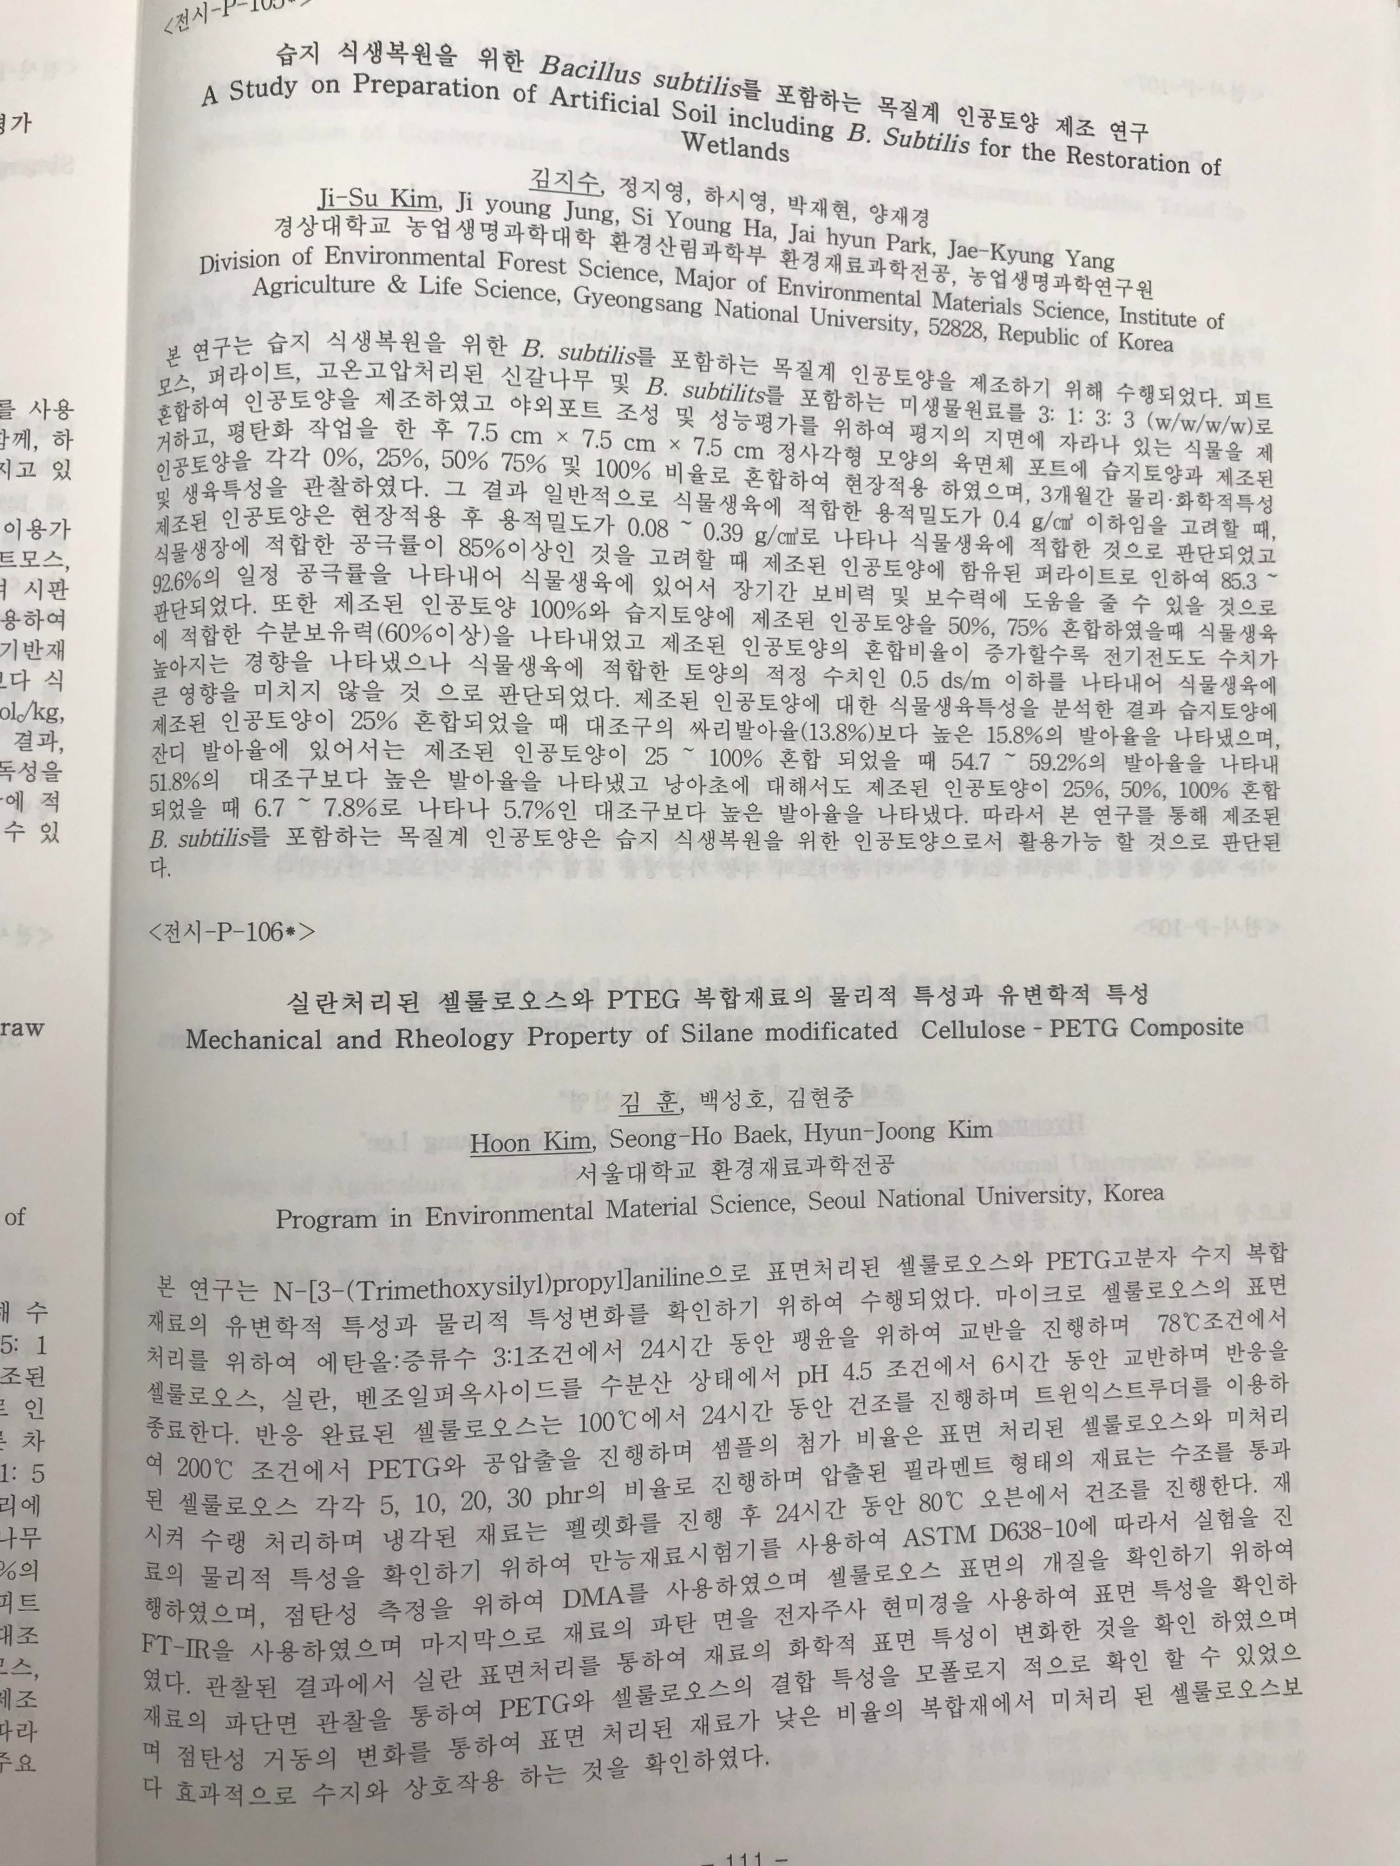 <전시-P-105*>
습지 식생복원을 위한 Bacillus subtilis를 포함하는 목질계 인공토양 제조 연구
A Study on Preparation of Artificial Soil including B. Subtilis for the Restoration of
Wetlands
김지수, 정지영, 하시영, 박재현, 양재경
Ji-Su Kim, Ji young Jung, Si Young Ha, Jai hyun Park, Jae-Kyung Yang
경상대학교 농업생명과학대학 환경산림과학부 환경재료과학전공, 농업생명과학연구원
Division of Environmental Forest Science, Major of Environmental Materials Science, Institute of
Agriculture & Life Science, Gyeongsang National University, 52828, Republic of Korea
본 연구는 습지 식생복원을 위한 B. subtilis를 포함하는 목질계 인공토양을 제조하기 위해 수행되었다. 피트
모스, 퍼라이트, 고온고압처리된 신갈나무 및 B. subtilits를 포함하는 미생물원료를 3: 1: 3: 3 (w/w/w/w)로
혼합하여 인공토양을 제조하였고 야외포트 조성 및 성능평가를 위하여 평지의 지면에 자라나 있는 식물을 제
거하고, 평탄화 작업을 한 후 7.5 cm × 7.5 cm × 7.5 cm 정사각형 모양의 육면체 포트에 습지토양과 제조된
인공토양을 각각 0%, 25%, 50% 75% 및 100% 비율로 혼합하여 현장적용 하였으며, 3개월간 물리·화학적특성
및 생육특성을 관찰하였다. 그 결과 일반적으로 식물생육에 적합한 용적밀도가 0.4 g/㎤ 이하임을 고려할 때,
제조된 인공토양은 현장적용 후 용적밀도가 0.08 ~ 0.39 g/㎤로 나타나 식물생육에 적합한 것으로 판단되었고
식물생장에 적합한 공극률이 85%이상인 것을 고려할 때 제조된 인공토양에 함유된 퍼라이트로 인하여 85.3 ~
92.6%의 일정 공극률을 나타내어 식물생육에 있어서 장기간 보비력 및 보수력에 도움을 줄 수 있을 것으로
판단되었다. 또한 제조된 인공토양 100%와 습지토양에 제조된 인공토양을 50%, 75% 혼합하였을때 식물생육
에 적합한 수분보유력(60%이상)을 나타내었고 제조된 인공토양의 혼합비율이 증가할수록 전기전도도 수치가
높아지는 경향을 나타냈으나 식물생육에 적합한 토양의 적정 수치인 0.5 ds/m 이하를 나타내어 식물생육에
큰 영향을 미치지 않을 것 으로 판단되었다. 제조된 인공토양에 대한 식물생육특성을 분석한 결과 습지토양에
제조된 인공토양이 25% 혼합되었을 때 대조구의 싸리발아율(13.8%)보다 높은 15.8%의 발아율을 나타냈으며,
잔디 발아율에 있어서는 제조된 인공토양이 25 ~ 100% 혼합 되었을 때 54.7 ~ 59.2%의 발아율을 나타내
51.8%의 대조구보다 높은 발아율을 나타냈고 낭아초에 대해서도 제조된 인공토양이 25%, 50%, 100% 혼합
되었을 때 6.7 ~ 7.8%로 나타나 5.7%인 대조구보다 높은 발아율을 나타냈다. 따라서 본 연구를 통해 제조된
B. subtilis를 포함하는 목질계 인공토양은 습지 식생복원을 위한 인공토양으로서 활용가능 할 것으로 판단된
다.
<전시-P-106*>
실란처리된 셀룰로오스와 PTEG 복합재료의 물리적 특성과 유변학적 특성
Mechanical and Rheology Property of Silane modificated Cellulose - PETG Composite
김 훈, 백성호, 김현중
Hoon Kim, Seong-Ho Baek, Hyun-Joong Kim
서울대학교 환경재료과학전공
Program in Environmental Material Science, Seoul National University, Korea
본 연구는 N-[3-(Trimethoxysilyl)propyl]aniline으로 표면처리된 셀룰로오스와 PETG고분자 수지 복합
재료의 유변학적 특성과 물리적 특성변화를 확인하기 위하여 수행되었다. 마이크로 셀룰로오스의 표면
처리를 위하여 에탄올:증류수 3:1조건에서 24시간 동안 팽윤을 위하여 교반을 진행하며 78℃조건에서
셀룰로오스, 실란, 벤조일퍼옥사이드를 수분산 상태에서 pH 4.5 조건에서 6시간 동안 교반하며 반응을
종료한다. 반응 완료된 셀룰로오스는 100℃에서 24시간 동안 건조를 진행하며 트윈익스트루더를 이용하
여 200℃ 조건에서 PETG와 공압출을 진행하며 셈플의 첨가 비율은 표면 처리된 셀룰로오스와 미처리
된 셀룰로오스 각각 5, 10, 20, 30 phr의 비율로 진행하며 압출된 필라멘트 형태의 재료는 수조를 통과
시켜 수랭 처리하며 냉각된 재료는 펠렛화를 진행 후 24시간 동안 80℃ 오븐에서 건조를 진행한다. 재
료의 물리적 특성을 확인하기 위하여 만능재료시험기를 사용하여 ASTM D638-10에 따라서 실험을 진
행하였으며, 점탄성 측정을 위하여 DMA를 사용하였으며 셀룰로오스 표면의 개질을 확인하기 위하여
FT-IR을 사용하였으며 마지막으로 재료의 파탄 면을 전자주사 현미경을 사용하여 표면 특성을 확인하
였다. 관찰된 결과에서 실란 표면처리를 통하여 재료의 화학적 표면 특성이 변화한 것을 확인 하였으며
재료의 파단면 관찰을 통하여 PETG와 셀룰로오스의 결합 특성을 모폴로지 적으로 확인 할 수 있었으
며 점탄성 거동의 변화를 통하여 표면 처리된 재료가 낮은 비율의 복합재에서 미처리 된 셀룰로오스보
다 효과적으로 수지와 상호작용 하는 것을 확인하였다.
- 111 -